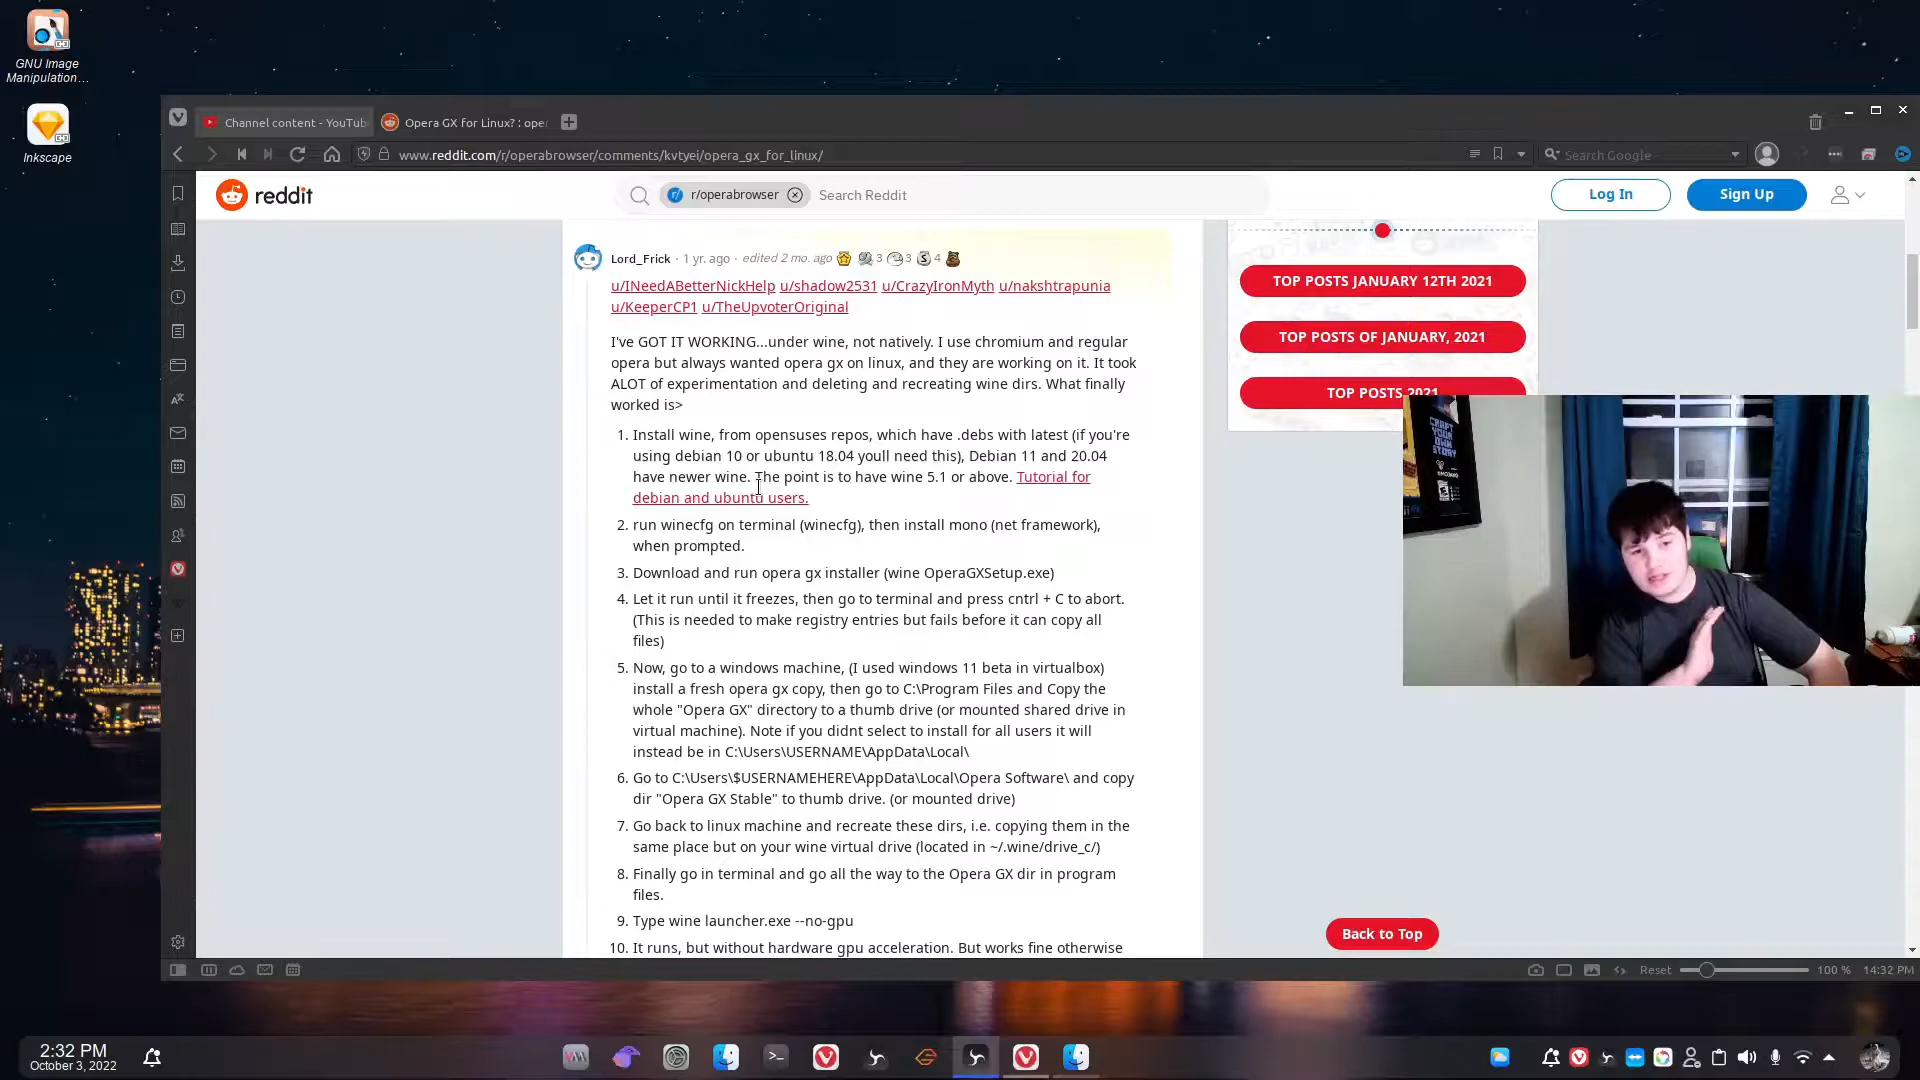 GNU Image
Manipulation...
Inkscape
Channel content - YouTub
Opera GX for Linux? : oper
www.reddit.com/r/operabrowser/comments/kvtyei/opera_gx_for_linux/
Search Google
reddit
r/operabrowser
Search Reddit
Log In
Sign Up
Lord_Frick · 1 yr. ago · edited 2 mo. ago 3 3 4
u/INeedABetterNickHelp u/shadow2531 u/CrazyIronMyth u/nakshtrapunia
u/KeeperCP1 u/TheUpvoterOriginal
I've GOT IT WORKING...under wine, not natively. I use chromium and regular
opera but always wanted opera gx on linux, and they are working on it. It took
ALOT of experimentation and deleting and recreating wine dirs. What finally
worked is>
1. Install wine, from opensuses repos, which have .debs with latest (if you're
using debian 10 or ubuntu 18.04 youll need this), Debian 11 and 20.04
have newer wine. The point is to have wine 5.1 or above. Tutorial for
debian and ubuntu users.
2. run winecfg on terminal (winecfg), then install mono (net framework),
when prompted.
3. Download and run opera gx installer (wine OperaGXSetup.exe)
4. Let it run until it freezes, then go to terminal and press cntrl + C to abort.
(This is needed to make registry entries but fails before it can copy all
files)
5. Now, go to a windows machine, (I used windows 11 beta in virtualbox)
install a fresh opera gx copy, then go to C:\Program Files and Copy the
whole "Opera GX" directory to a thumb drive (or mounted shared drive in
virtual machine). Note if you didnt select to install for all users it will
instead be in C:\Users\USERNAME\AppData\Local\
6. Go to C:\Users\$USERNAMEHERE\AppData\Local\Opera Software\ and copy
dir "Opera GX Stable" to thumb drive. (or mounted drive)
7. Go back to linux machine and recreate these dirs, i.e. copying them in the
same place but on your wine virtual drive (located in ~/.wine/drive_c/)
8. Finally go in terminal and go all the way to the Opera GX dir in program
files.
9. Type wine launcher.exe --no-gpu
10. It runs, but without hardware gpu acceleration. But works fine otherwise
TOP POSTS JANUARY 12TH 2021
TOP POSTS OF JANUARY, 2021
TOP POSTS 2021
CRAFT
YOUR
OWN
STORY
Back to Top
Reset
100 %
14:32 PM
2:32 PM
October 3, 2022